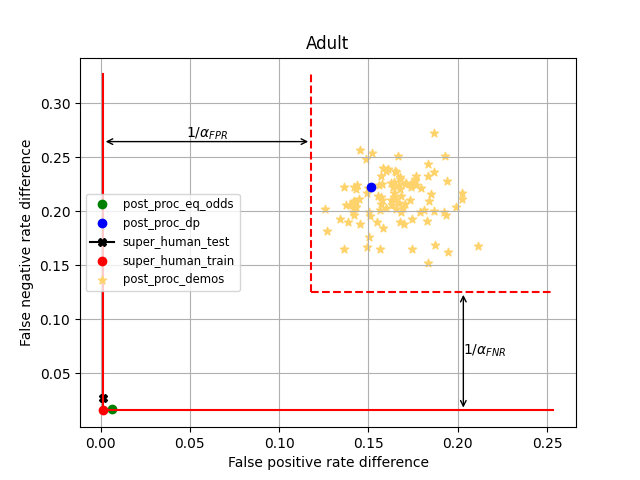 Adult
0.30
0.25
0.20
0.15
0.10
0.05
False negative rate difference
1/α_FPR
post_proc_eq_odds
post_proc_dp
super_human_test
super_human_train
post_proc_demos
1/α_FNR
0.00 0.05 0.10 0.15 0.20 0.25
False positive rate difference